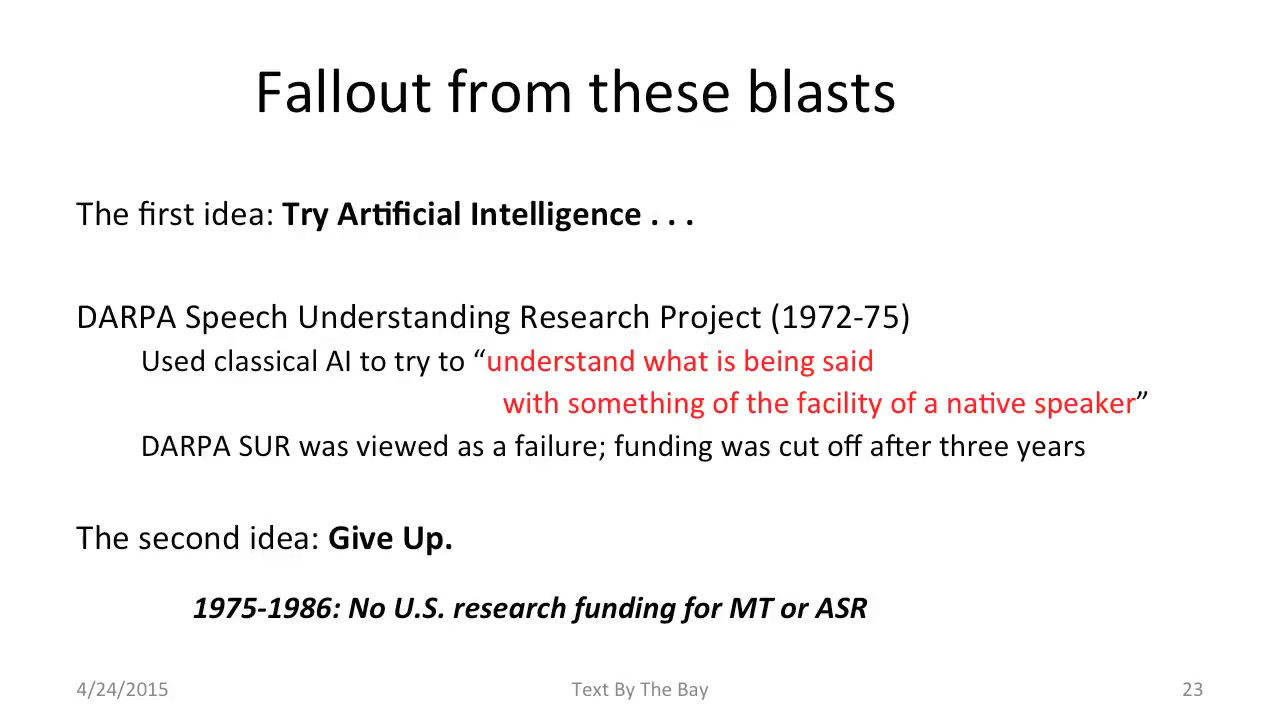 Fallout from these blasts
The first idea: Try Artificial Intelligence . . .
DARPA Speech Understanding Research Project (1972-75)
Used classical AI to try to “understand what is being said
with something of the facility of a native speaker”
DARPA SUR was viewed as a failure; funding was cut off after three years
The second idea: Give Up.
1975-1986: No U.S. research funding for MT or ASR
4/24/2015 Text By The Bay 23